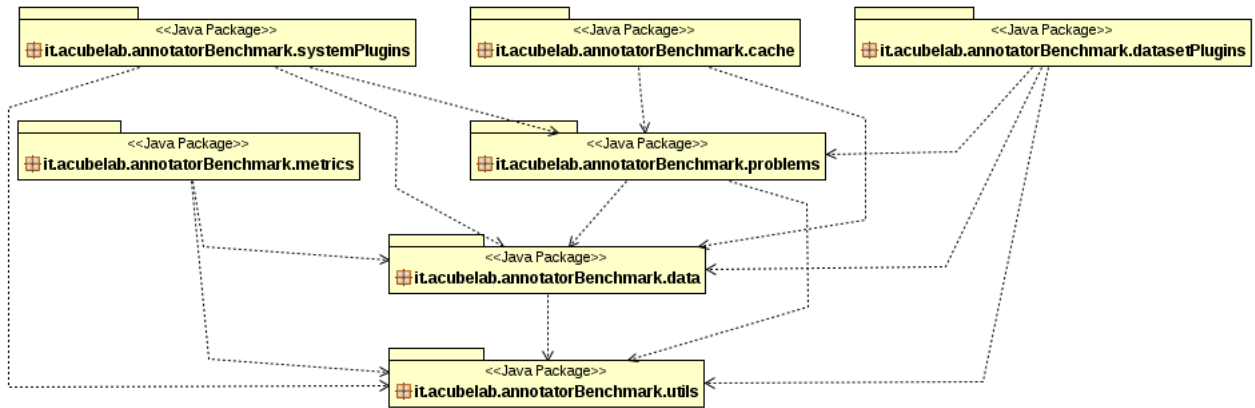 <<Java Package>>
it.acubelab.annotatorBenchmark.systemPlugins
<<Java Package>>
it.acubelab.annotatorBenchmark.cache
<<Java Package>>
it.acubelab.annotatorBenchmark.datasetPlugins
<<Java Package>>
it.acubelab.annotatorBenchmark.metrics
<<Java Package>>
it.acubelab.annotatorBenchmark.problems
<<Java Package>>
it.acubelab.annotatorBenchmark.data
<<Java Package>>
it.acubelab.annotatorBenchmark.utils